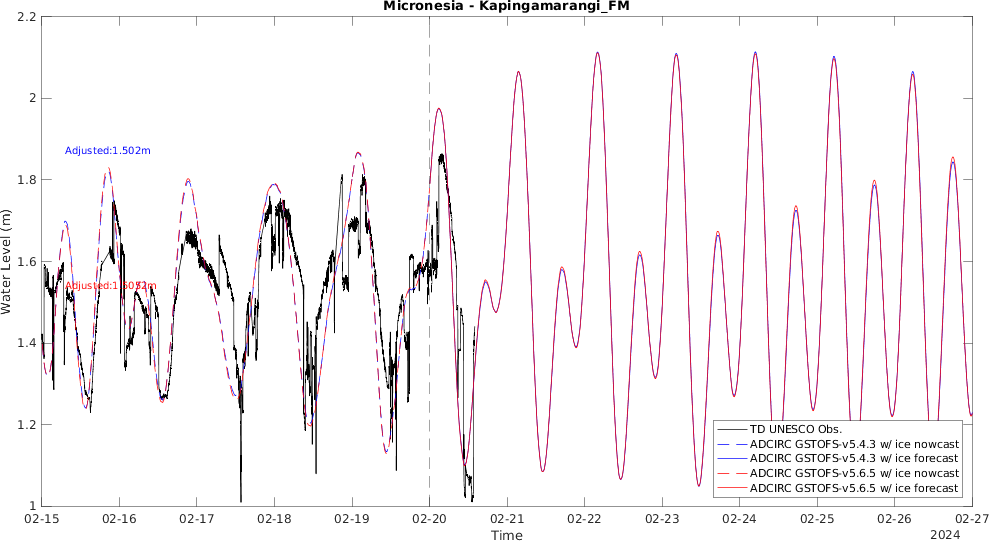 Micronesia - Kapingamarangi_FM
Water Level (m)
2.2
2
1.8
1.6
1.4
1.2
1
Adjusted:1.502m
02-15
02-16
02-17
02-18
02-19
02-20
02-21
02-22
02-23
02-24
02-25
02-26
02-27
Time
2024
TD UNESCO Obs.
ADCIRC GSTOFS-v5.4.3 w/ ice nowcast
ADCIRC GSTOFS-v5.4.3 w/ ice forecast
ADCIRC GSTOFS-v5.6.5 w/ ice nowcast
ADCIRC GSTOFS-v5.6.5 w/ ice forecast